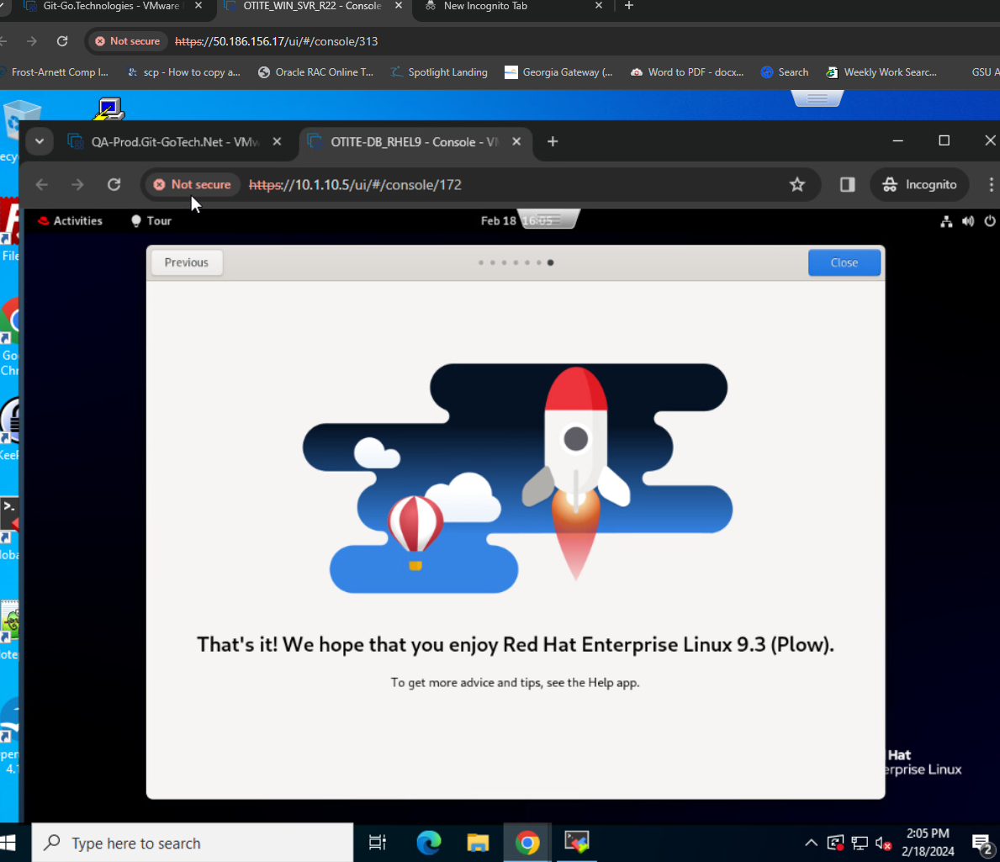 Git-Go.Technologies - VMware
OTITE_WIN_SVR_R22 - Console
New Incognito Tab
Not secure
https://50.186.156.17/ui/#/console/313
Frost-Arnett Comp I...
scp - How to copy a...
Oracle RAC Online T...
Spotlight Landing
Georgia Gateway (...
Word to PDF - docx...
Search
Weekly Work Searc...
GSU A
ecy
QA-Prod.Git-GoTech.Net - VMw
OTITE-DB_RHEL9 - Console - VM
Not secure
https://10.1.10.5/ui/#/console/172
Incognito
Activities
Tour
Feb 18 16:05
File
Previous
Close
Go
Chr
KeeP
loba
That's it! We hope that you enjoy Red Hat Enterprise Linux 9.3 (Plow).
To get more advice and tips, see the Help app.
ote
pen
4.1
Hat
erprise Linux
Type here to search
2:05 PM
2/18/2024
2